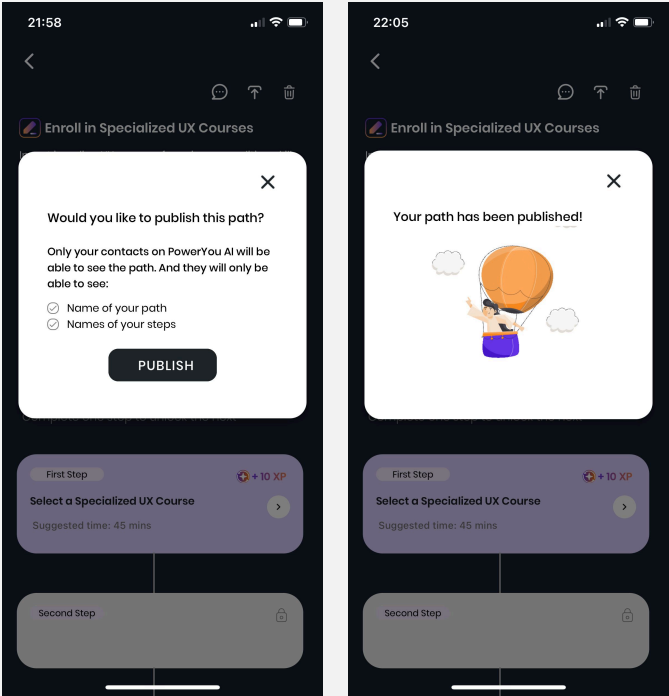 21:58
Enroll in Specialized UX Courses
Would you like to publish this path?
Only your contacts on PowerYou AI will be
able to see the path. And they will only be
able to see:
Name of your path
Names of your steps
PUBLISH
First Step
+ 10 XP
Select a Specialized UX Course
Suggested time: 45 mins
Second Step
22:05
Enroll in Specialized UX Courses
Your path has been published!
First Step
+ 10 XP
Select a Specialized UX Course
Suggested time: 45 mins
Second Step